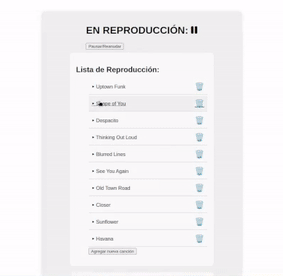 EN REPRODUCCIÓN:
Pausar/Reanudar
Lista de Reproducción:
• Uptown Funk
• Shape of You
• Despacito
• Thinking Out Loud
• Blurred Lines
• See You Again
• Old Town Road
• Closer
• Sunflower
• Havana
Agregar nueva canción